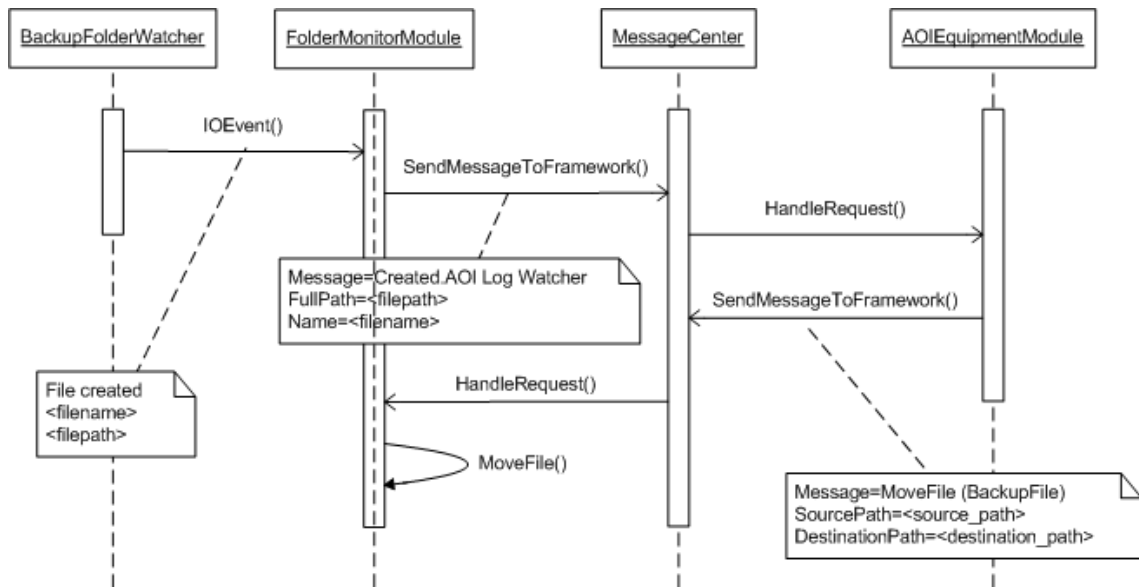 BackupFolderWatcher
FolderMonitorModule
MessageCenter
AOIEquipmentModule
IOEvent()
SendMessageToFramework()
HandleRequest()
Message=Created.AOI Log Watcher
FullPath=<filepath>
Name=<filename>
SendMessageToFramework()
File created
<filename>
<filepath>
HandleRequest()
MoveFile()
Message=MoveFile (BackupFile)
SourcePath=<source_path>
DestinationPath=<destination_path>